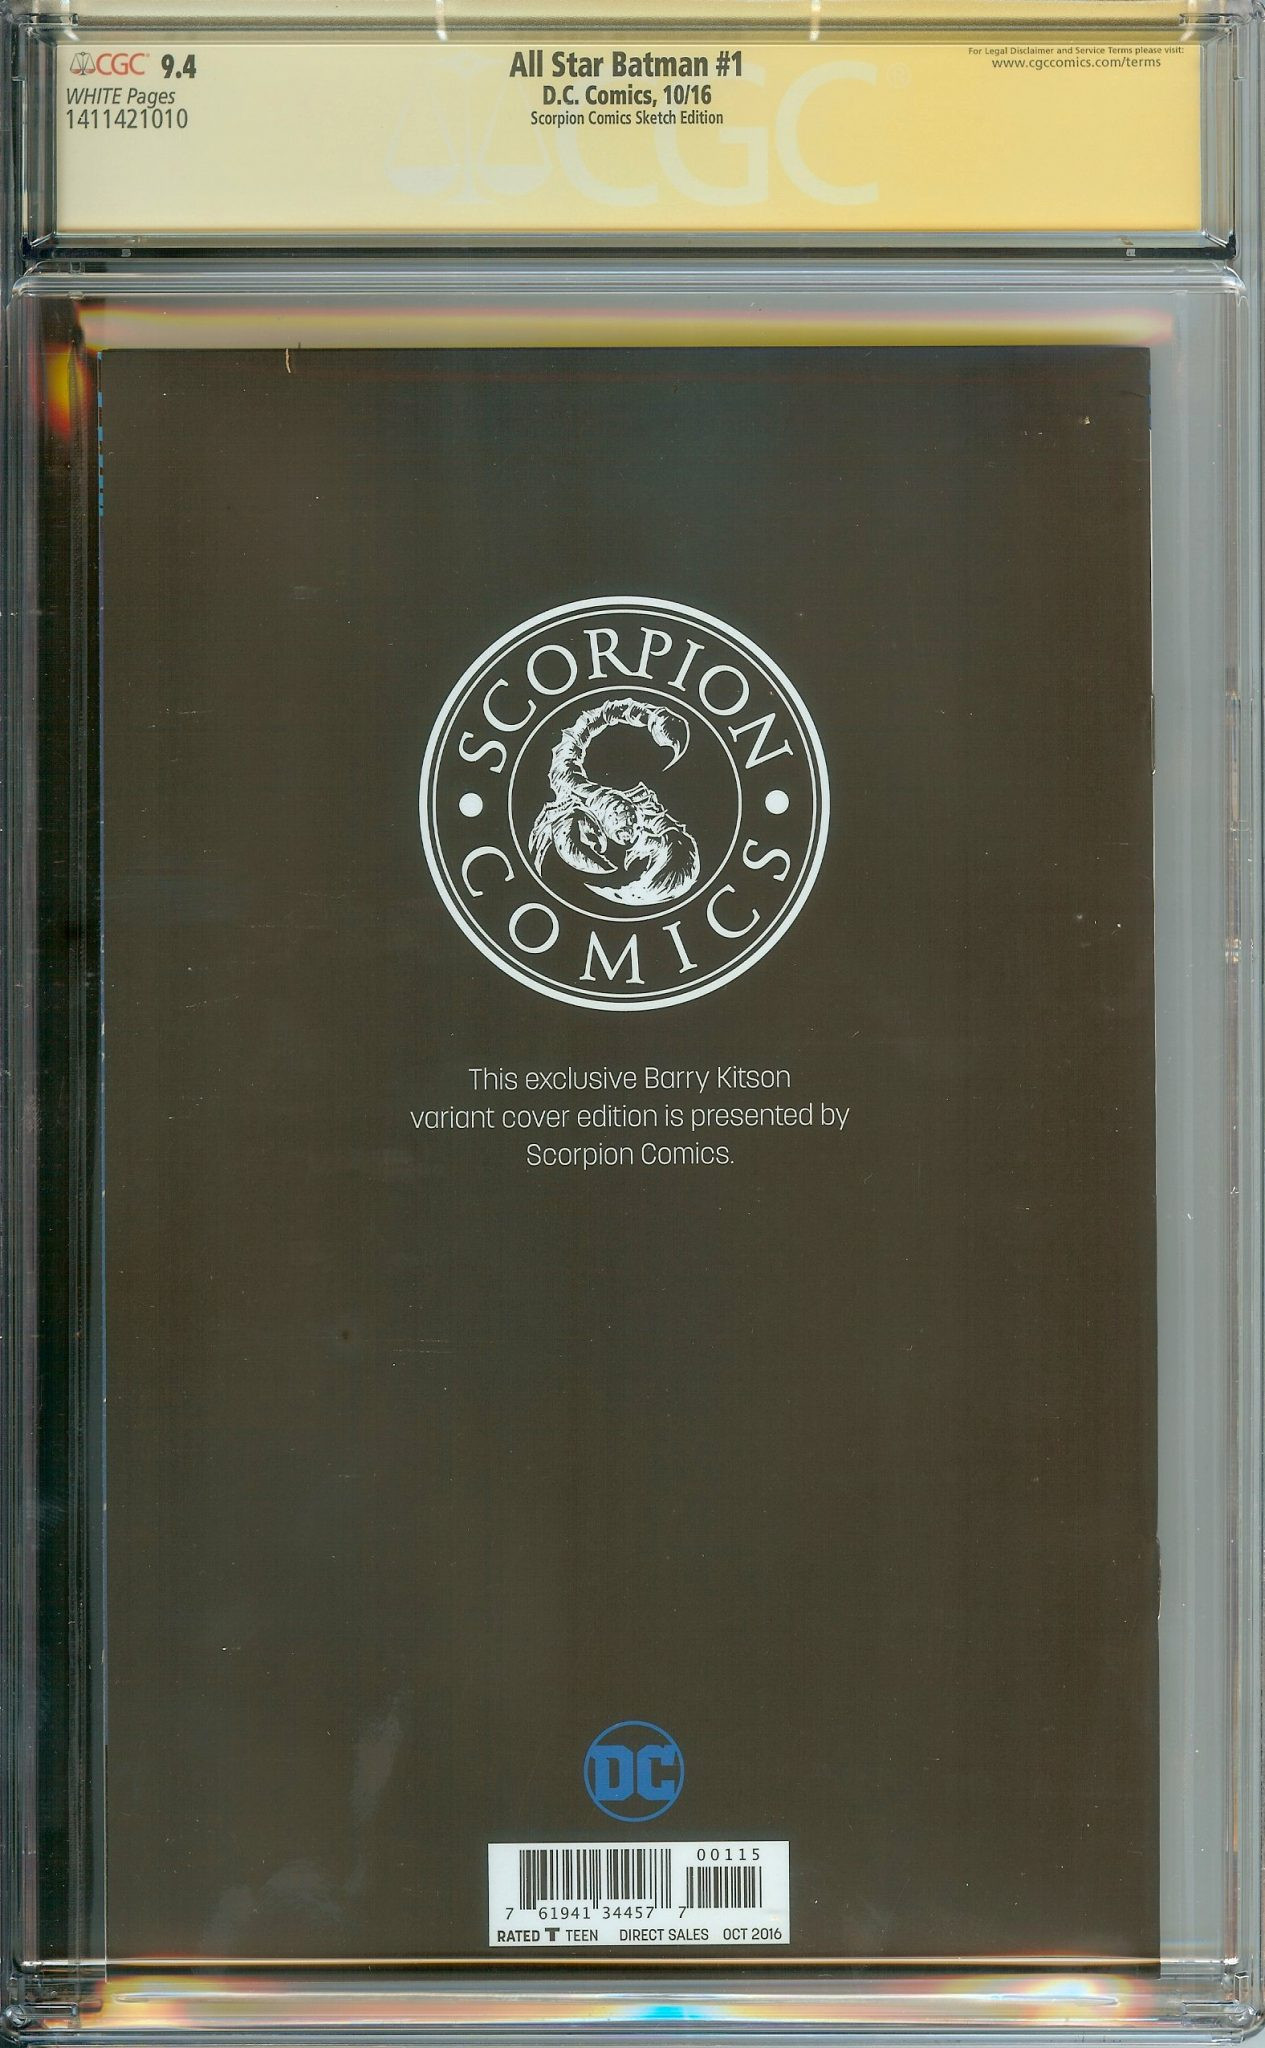 CGC 9.4
WHITE Pages
1411421010
All Star Batman #1
D.C. Comics, 10/16
Scorpion Comics Sketch Edition
For Legal Disclaimer and Service Terms please visit:
www.cgccomics.com/terms
CGC
SCORPION
COMICS
This exclusive Barry Kitson
variant cover edition is presented by
Scorpion Comics.
DC
00115
7 61941 34457 7
RATED T TEEN DIRECT SALES OCT 2016